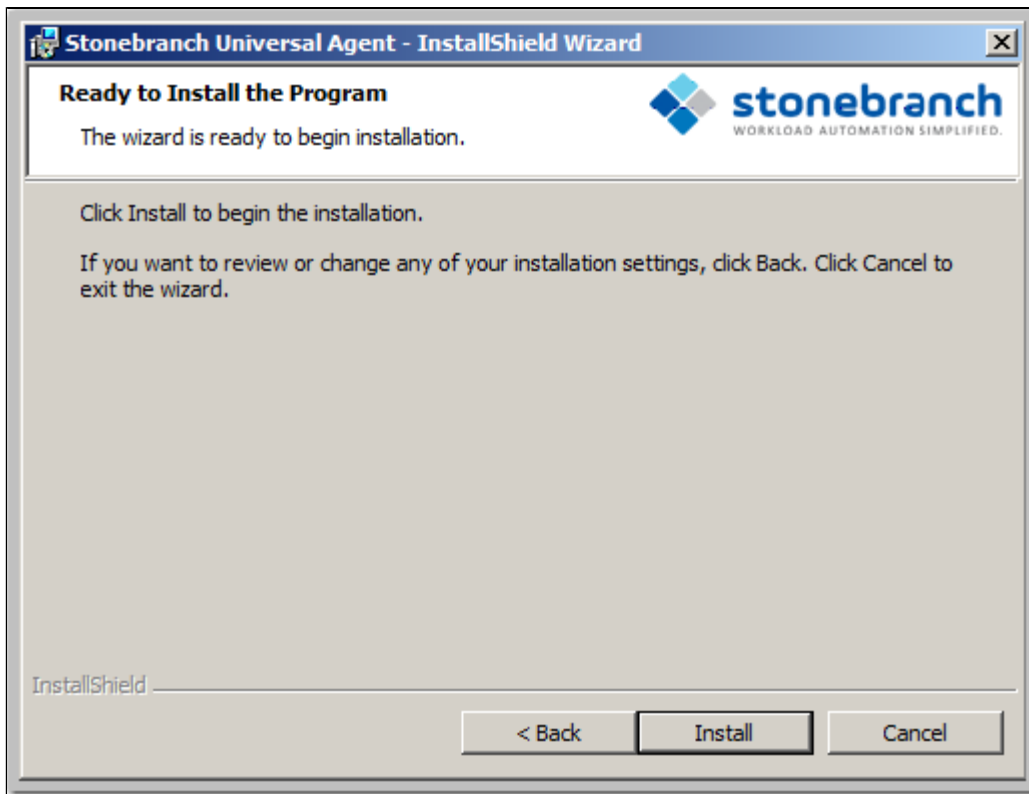 Stonebranch Universal Agent - InstallShield Wizard
Ready to Install the Program
The wizard is ready to begin installation.
stonebranch
WORKLOAD AUTOMATION SIMPLIFIED.
Click Install to begin the installation.
If you want to review or change any of your installation settings, click Back. Click Cancel to
exit the wizard.
InstallShield
< Back
Install
Cancel